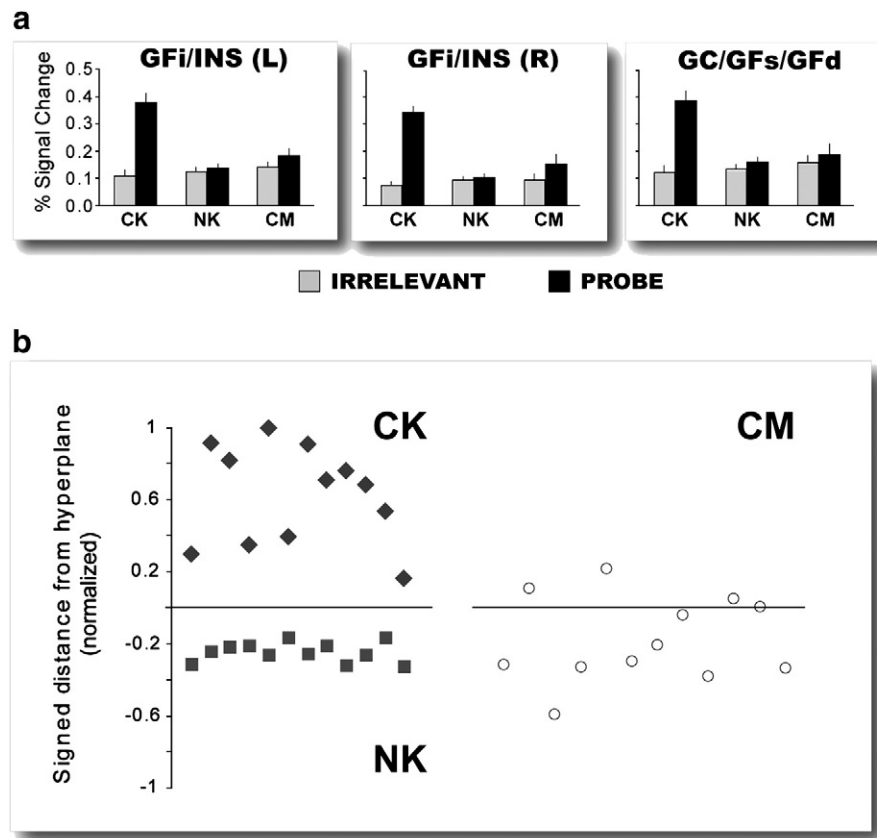 a
GFi/INS (L)
GFi/INS (R)
GC/GFs/GFd
% Signal Change
0.5
0.4
0.3
0.2
0.1
0.0
CK NK CM
CK NK CM
CK NK CM
IRRELEVANT PROBE
b
Signed distance from hyperplane
(normalized)
1
0.6
0.2
-0.2
-0.6
-1
CK
CM
NK